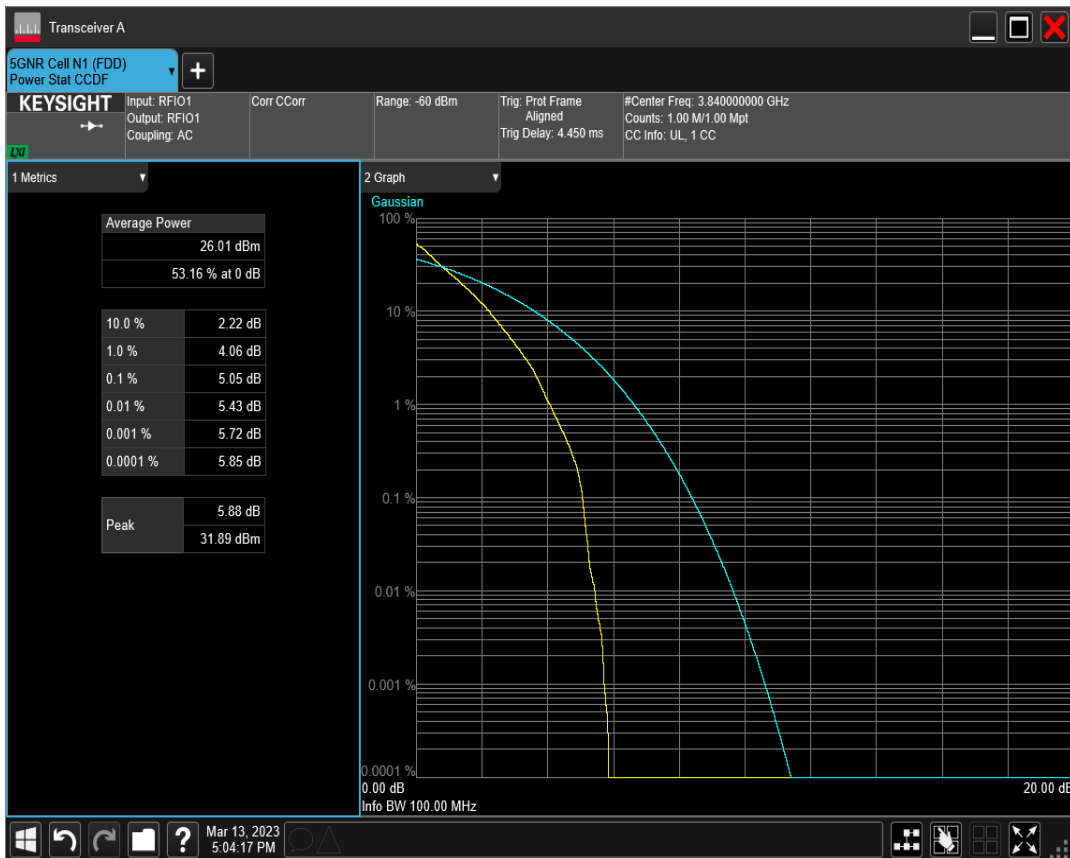 Transceiver A
5GNR Cell N1 (FDD)
Power Stat CCDF
KEYSIGHT
LXI
Input: RFIO1
Output: RFIO1
Coupling: AC
Corr CCorr
Range: -60 dBm
Trig: Prot Frame
Aligned
Trig Delay: 4.450 ms
#Center Freq: 3.840000000 GHz
Counts: 1.00 M/1.00 Mpt
CC Info: UL, 1 CC
1 Metrics
Average Power
26.01 dBm
53.16 % at 0 dB
10.0 % 2.22 dB
1.0 % 4.06 dB
0.1 % 5.05 dB
0.01 % 5.43 dB
0.001 % 5.72 dB
0.0001 % 5.85 dB
Peak 5.88 dB
31.89 dBm
2 Graph
Gaussian
100 %
10 %
1 %
0.1 %
0.01 %
0.001 %
0.0001 %
0.00 dB 20.00 dB
Info BW 100.00 MHz
Mar 13, 2023
5:04:17 PM